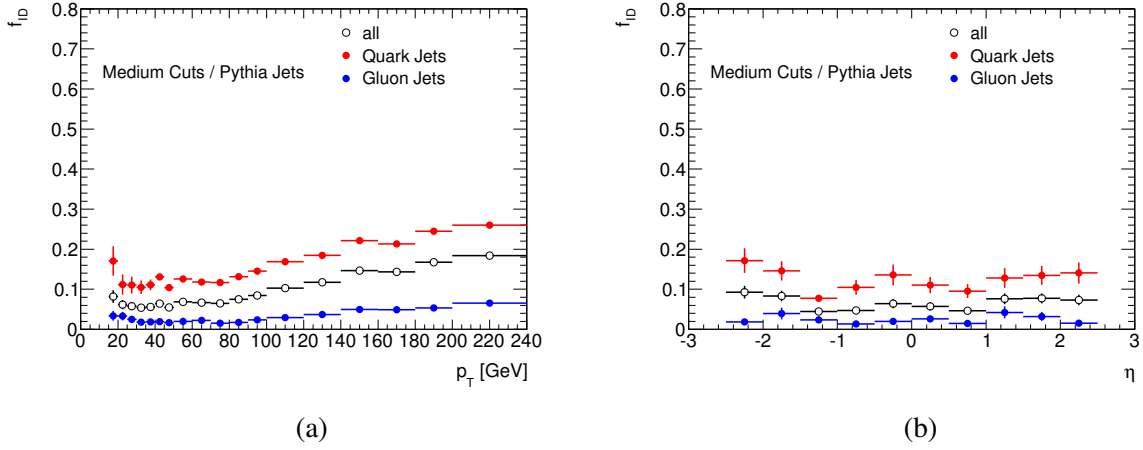 f_ID
0.8
0.7
0.6
0.5
0.4
0.3
0.2
0.1
0
Medium Cuts / Pythia Jets
all
Quark Jets
Gluon Jets
0 20 40 60 80 100 120 140 160 180 200 220 240
p_T [GeV]
(a)
f_ID
0.8
0.7
0.6
0.5
0.4
0.3
0.2
0.1
0
Medium Cuts / Pythia Jets
all
Quark Jets
Gluon Jets
-3 -2 -1 0 1 2 3
η
(b)